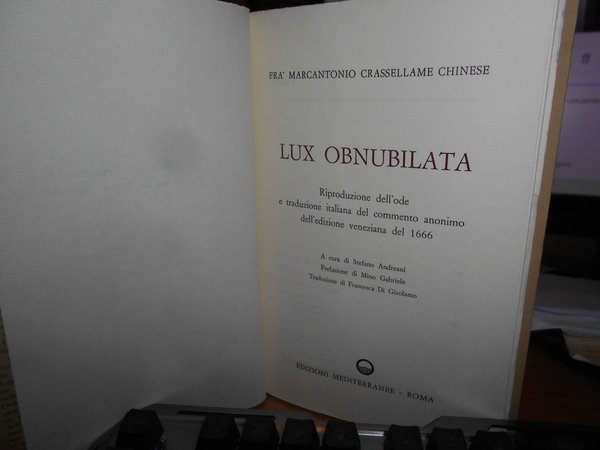 FRA' MARCANTONIO CRASSELLAME CHINESE
LUX OBNUBILATA
Riproduzione dell'ode
e traduzione italiana del commento anonimo
dell'edizione veneziana del 1666
A cura di Stefano Andreani
Prefazione di Mino Gabriele
Traduzione di Francesca Di Girolamo
EDIZIONI MEDITERRANEE - ROMA